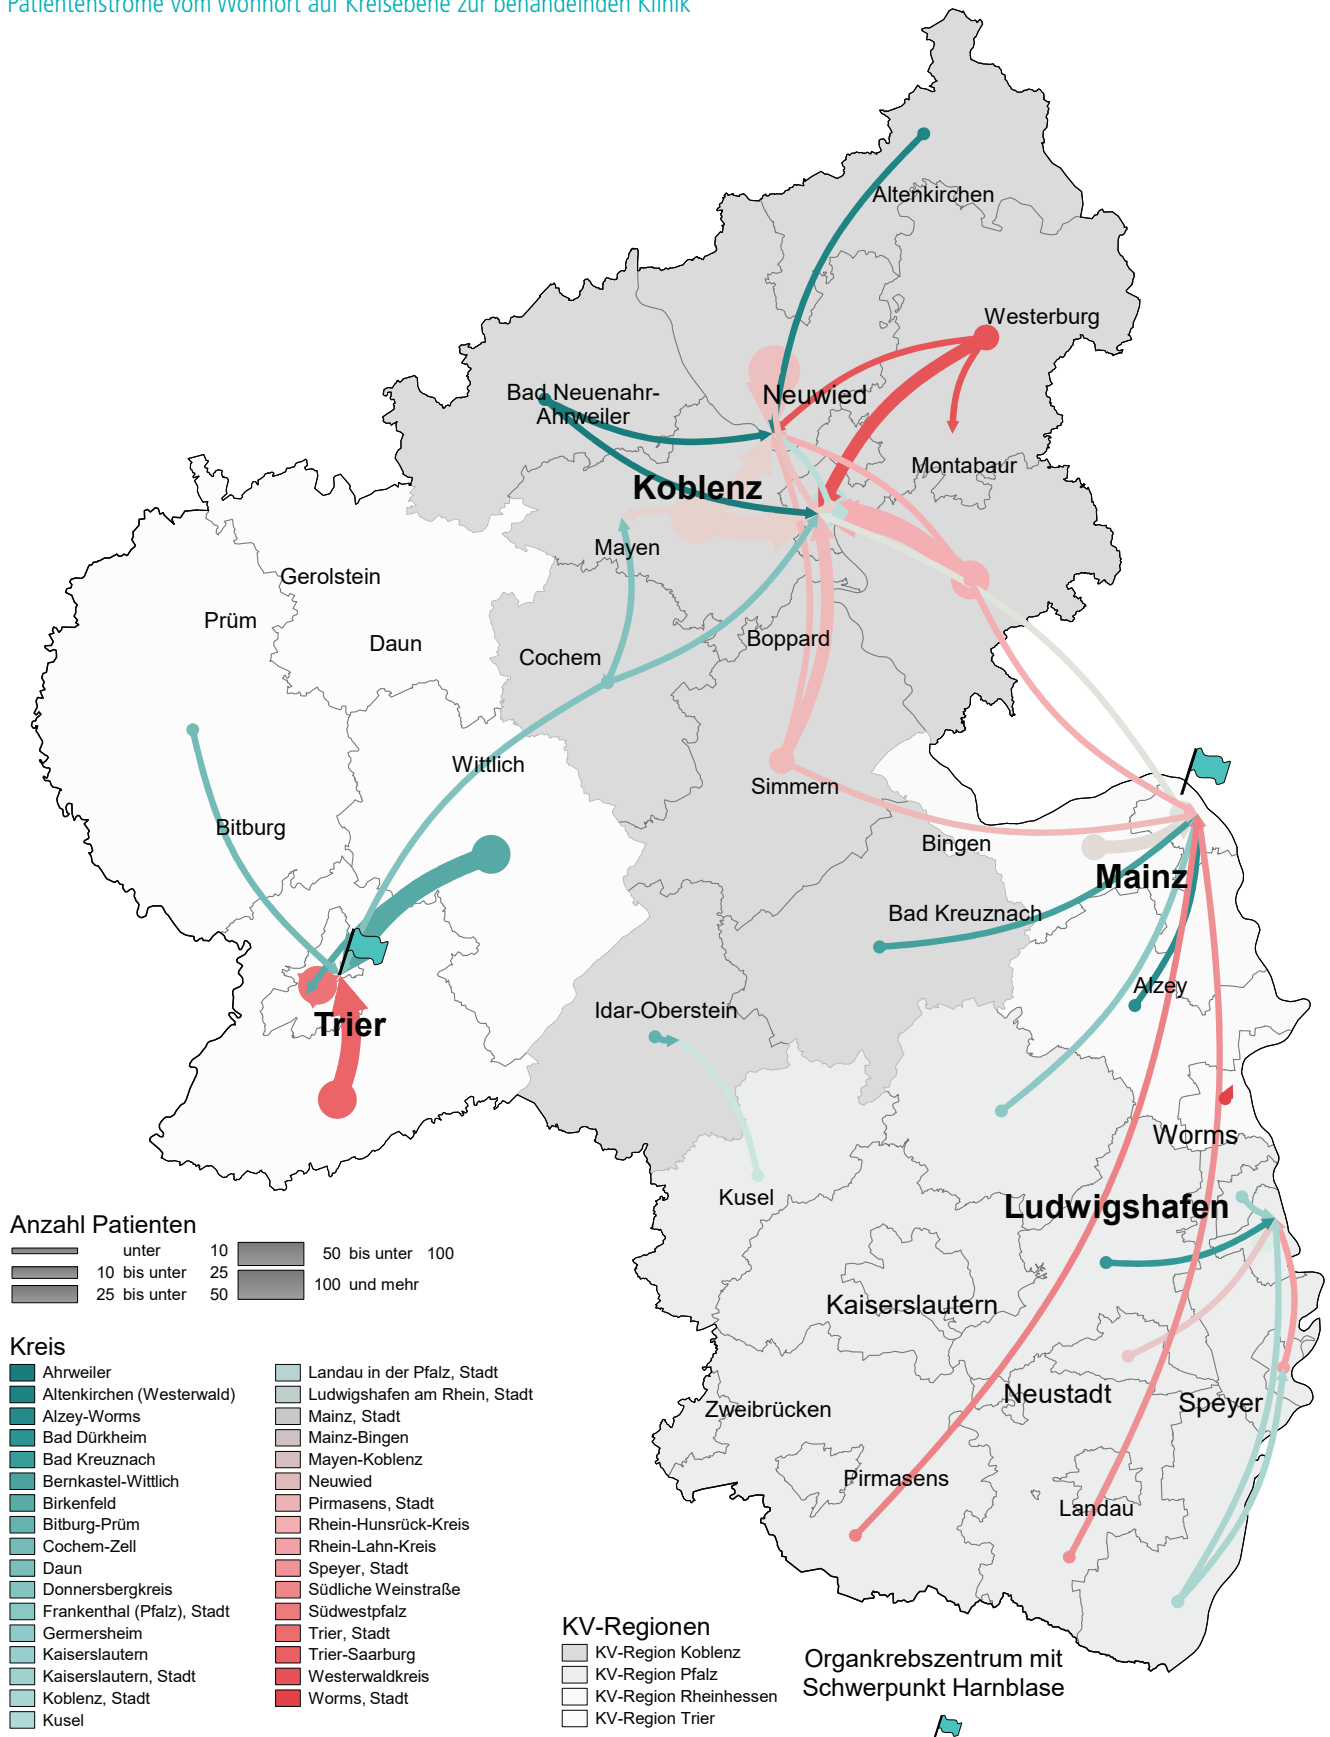 Patientenströme vom Wohnort auf Kreisebene zur behandelnden Klinik
Altenkirchen
Westerburg
Bad Neuenahr-
Ahrweiler
Neuwied
Montabaur
Koblenz
Mayen
Gerolstein
Prüm
Daun
Cochem
Boppard
Wittlich
Simmern
Bitburg
Bingen
Mainz
Bad Kreuznach
Alzey
Idar-Oberstein
Trier
Worms
Kusel
Ludwigshafen
Kaiserslautern
Neustadt
Speyer
Zweibrücken
Pirmasens
Landau
Anzahl Patienten
unter 10
10 bis unter 25
25 bis unter 50
50 bis unter 100
100 und mehr
Kreis
Ahrweiler
Altenkirchen (Westerwald)
Alzey-Worms
Bad Dürkheim
Bad Kreuznach
Bernkastel-Wittlich
Birkenfeld
Bitburg-Prüm
Cochem-Zell
Daun
Donnersbergkreis
Frankenthal (Pfalz), Stadt
Germersheim
Kaiserslautern
Kaiserslautern, Stadt
Koblenz, Stadt
Kusel
Landau in der Pfalz, Stadt
Ludwigshafen am Rhein, Stadt
Mainz, Stadt
Mainz-Bingen
Mayen-Koblenz
Neuwied
Pirmasens, Stadt
Rhein-Hunsrück-Kreis
Rhein-Lahn-Kreis
Speyer, Stadt
Südliche Weinstraße
Südwestpfalz
Trier, Stadt
Trier-Saarburg
Westerwaldkreis
Worms, Stadt
KV-Regionen
KV-Region Koblenz
KV-Region Pfalz
KV-Region Rheinhessen
KV-Region Trier
Organkrebszentrum mit
Schwerpunkt Harnblase